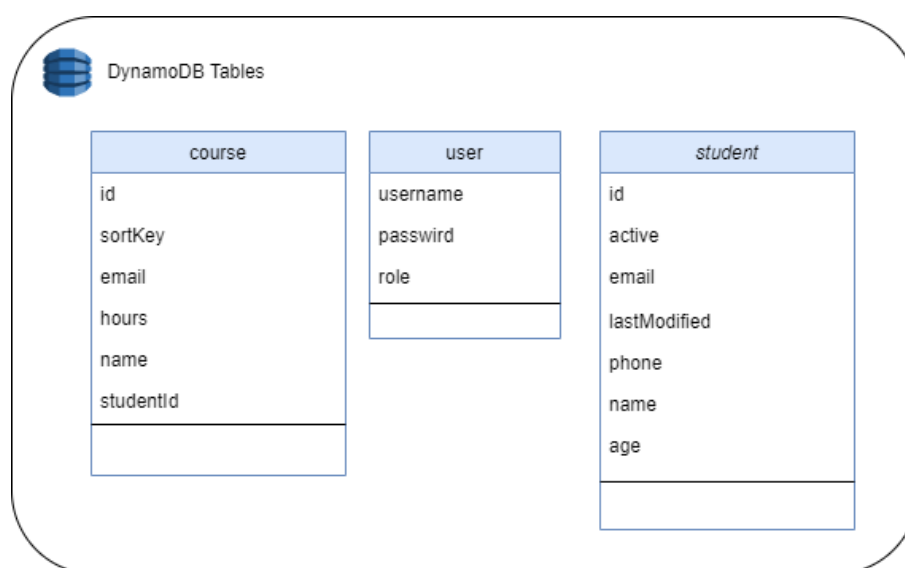 DynamoDB Tables
course
id
sortKey
email
hours
name
studentId
user
username
passwird
role
student
id
active
email
lastModified
phone
name
age